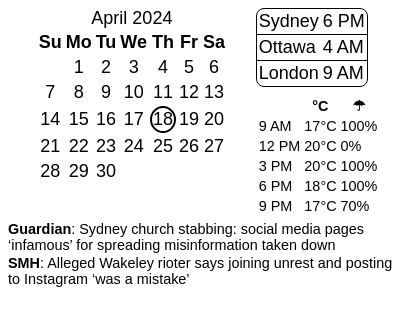 April 2024
Su Mo Tu We Th Fr Sa
1 2 3 4 5 6
7 8 9 10 11 12 13
14 15 16 17 18 19 20
21 22 23 24 25 26 27
28 29 30
Sydney 6 PM
Ottawa 4 AM
London 9 AM
°C ☂
9 AM 17°C 100%
12 PM 20°C 0%
3 PM 20°C 100%
6 PM 18°C 100%
9 PM 17°C 70%
Guardian: Sydney church stabbing: social media pages
‘infamous’ for spreading misinformation taken down
SMH: Alleged Wakeley rioter says joining unrest and posting
to Instagram ‘was a mistake’